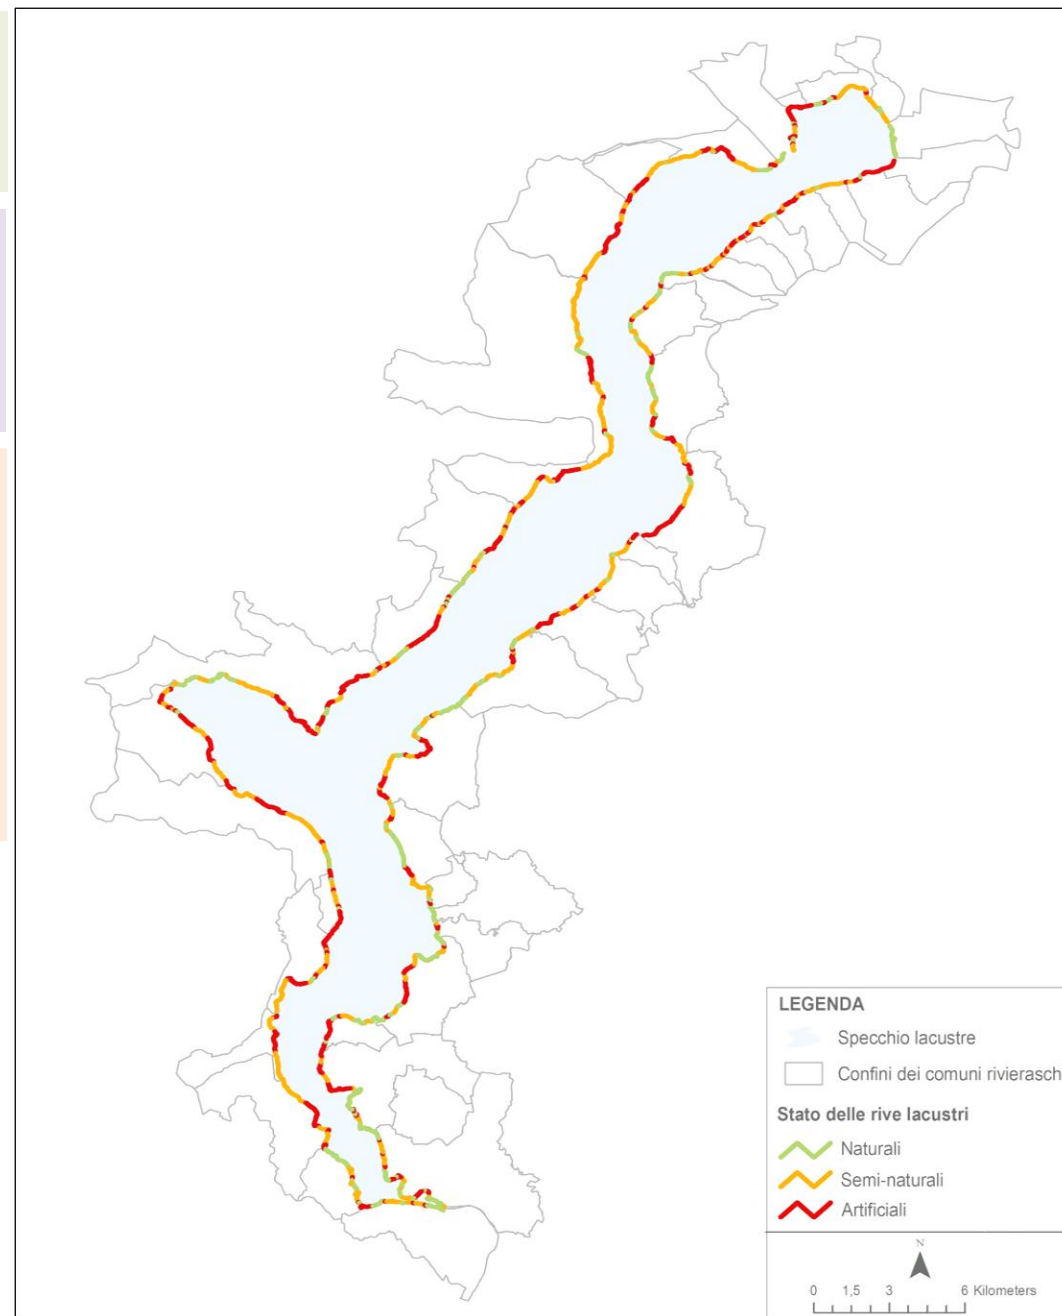 LEGENDA
Specchio lacustre
Confini dei comuni rivierasch
Stato delle rive lacustri
Naturali
Semi-naturali
Artificiali
N
0 1,5 3 6 Kilometers